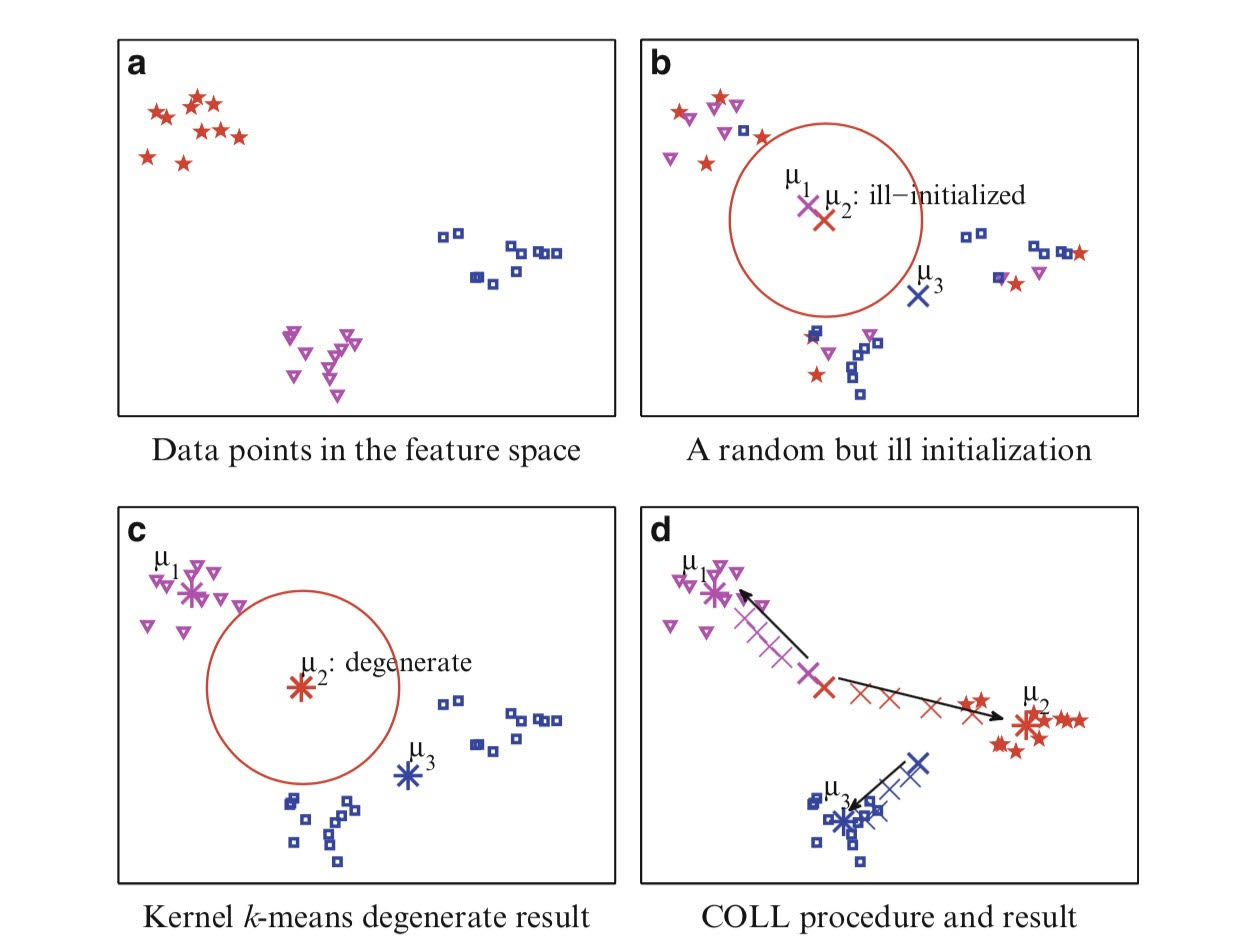 a
b
μ1
μ2: ill−initialized
μ3
Data points in the feature space
A random but ill initialization
c
d
μ1
μ2: degenerate
μ3
μ1
μ2
μ3
Kernel k-means degenerate result
COLL procedure and result